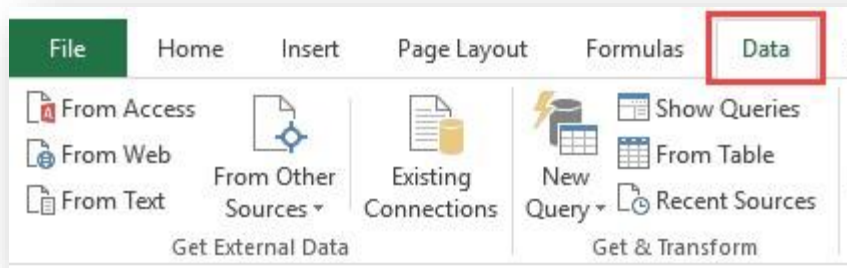 File Home Insert Page Layout Formulas Data
From Access
From Web
From Text
From Other
Sources
Existing
Connections
New
Query
Show Queries
From Table
Recent Sources
Get External Data
Get & Transform